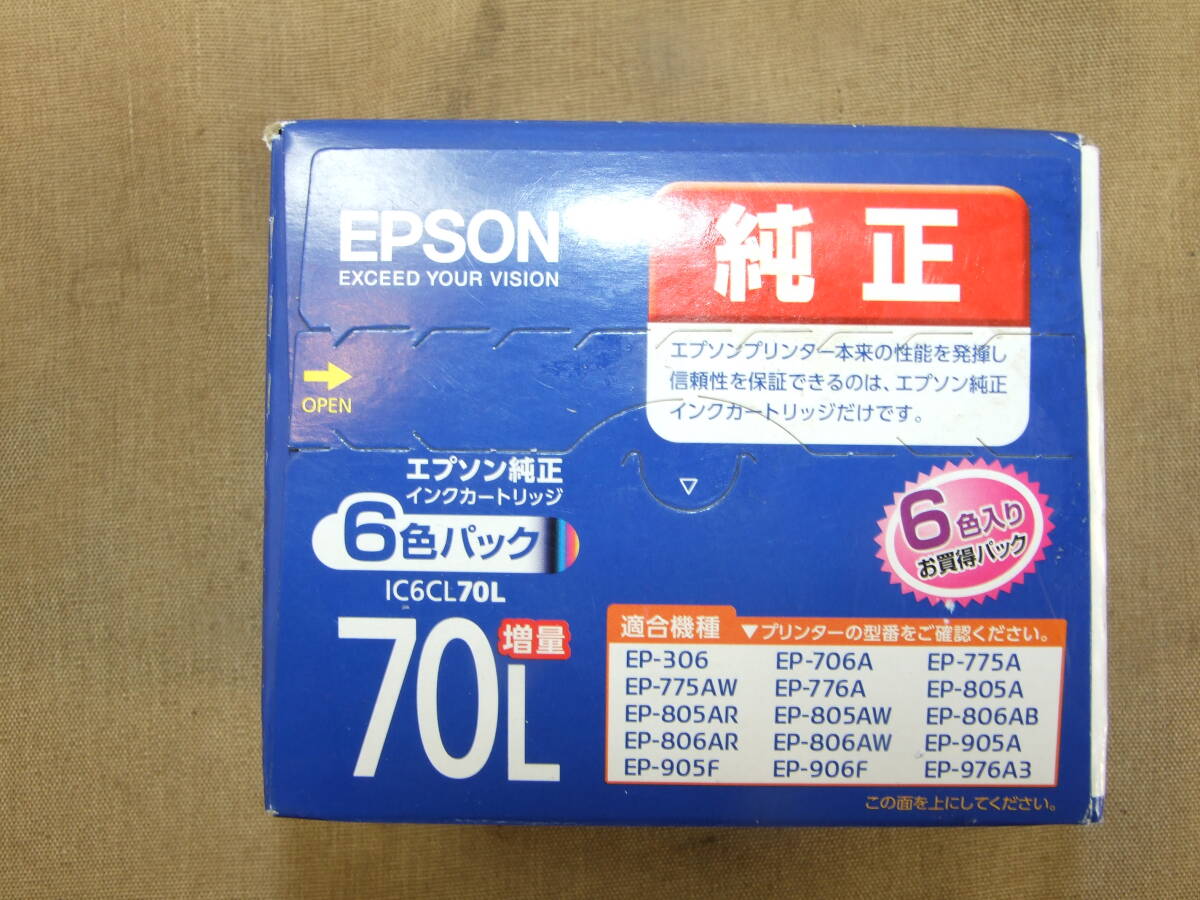 EPSON
EXCEED YOUR VISION
純正
エプソンプリンター本来の性能を発揮し
信頼性を保証できるのは、エプソン純正
インクカートリッジだけです。
OPEN
エプソン純正
インクカートリッジ
6色パック
IC6CL70L
70L 増量
6色入り
お買得パック
適合機種 ▼プリンターの型番をご確認ください。
EP-306 EP-706A EP-775A
EP-775AW EP-776A EP-805A
EP-805AR EP-805AW EP-806AB
EP-806AR EP-806AW EP-905A
EP-905F EP-906F EP-976A3
この面を上にしてください。